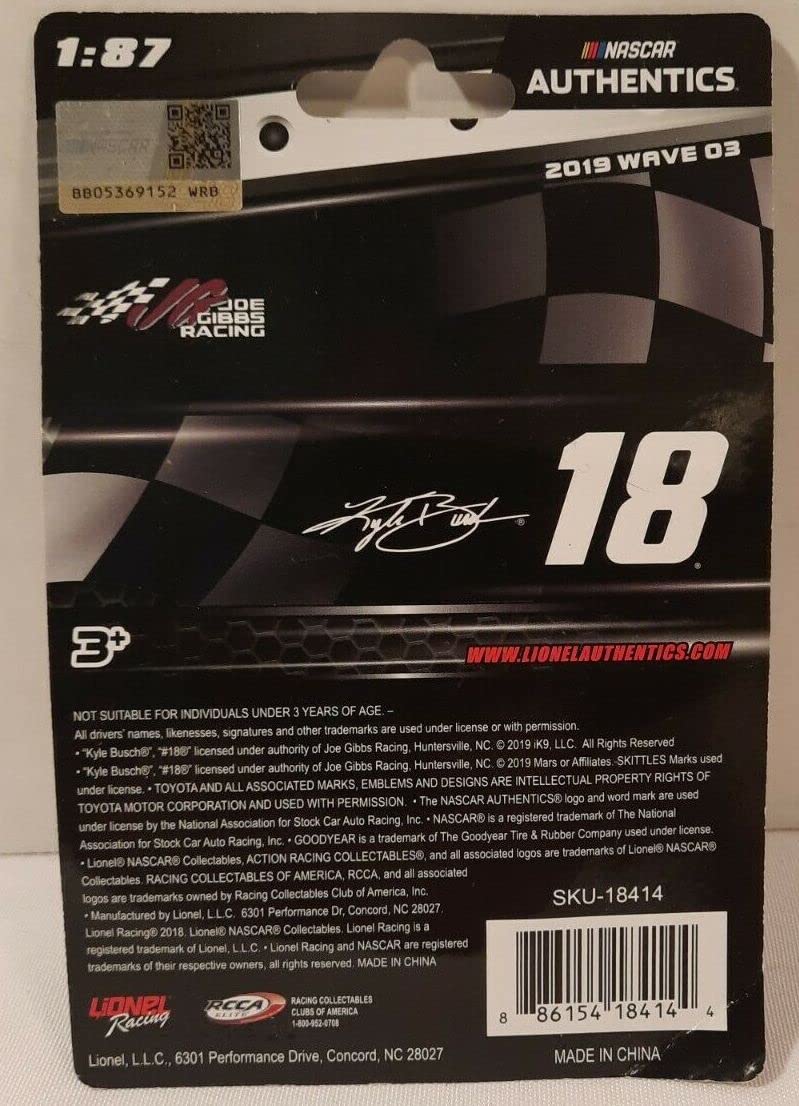 1:87
NASCAR
AUTHENTICS
NASCAR
BB05369152 WRB
2019 WAVE 03
JG JOE
GIBBS
RACING
Kyle Busch®
18®
3+
WWW.LIONELAUTHENTICS.COM
NOT SUITABLE FOR INDIVIDUALS UNDER 3 YEARS OF AGE. –
All drivers' names, likenesses, signatures and other trademarks are used under license or with permission.
• "Kyle Busch®", "#18®" licensed under authority of Joe Gibbs Racing, Huntersville, NC. © 2019 iK9, LLC. All Rights Reserved
• "Kyle Busch®", "#18®" licensed under authority of Joe Gibbs Racing, Huntersville, NC. © 2019 Mars or Affiliates. SKITTLES Marks used
under license. • TOYOTA AND ALL ASSOCIATED MARKS, EMBLEMS AND DESIGNS ARE INTELLECTUAL PROPERTY RIGHTS OF
TOYOTA MOTOR CORPORATION AND USED WITH PERMISSION. • The NASCAR AUTHENTICS® logo and word mark are used
under license by the National Association for Stock Car Auto Racing, Inc. • NASCAR® is a registered trademark of The National
Association for Stock Car Auto Racing, Inc. • GOODYEAR is a trademark of The Goodyear Tire & Rubber Company used under license.
• Lionel® NASCAR® Collectables, ACTION RACING COLLECTABLES®, and all associated logos are trademarks of Lionel® NASCAR®
Collectables. RACING COLLECTABLES OF AMERICA, RCCA, and all associated
logos are trademarks owned by Racing Collectables Club of America, Inc.
• Manufactured by Lionel, L.L.C. 6301 Performance Dr, Concord, NC 28027.
Lionel Racing® 2018. Lionel® NASCAR® Collectables. Lionel Racing is a
registered trademark of Lionel, L.L.C. • Lionel Racing and NASCAR are registered
trademarks of their respective owners, all rights reserved. MADE IN CHINA
SKU-18414
8 86154 18414 4
LIONEL
Racing
RCCA
ELITE
RACING COLLECTABLES
CLUBS OF AMERICA
1-800-952-0708
Lionel, L.L.C., 6301 Performance Drive, Concord, NC 28027
MADE IN CHINA